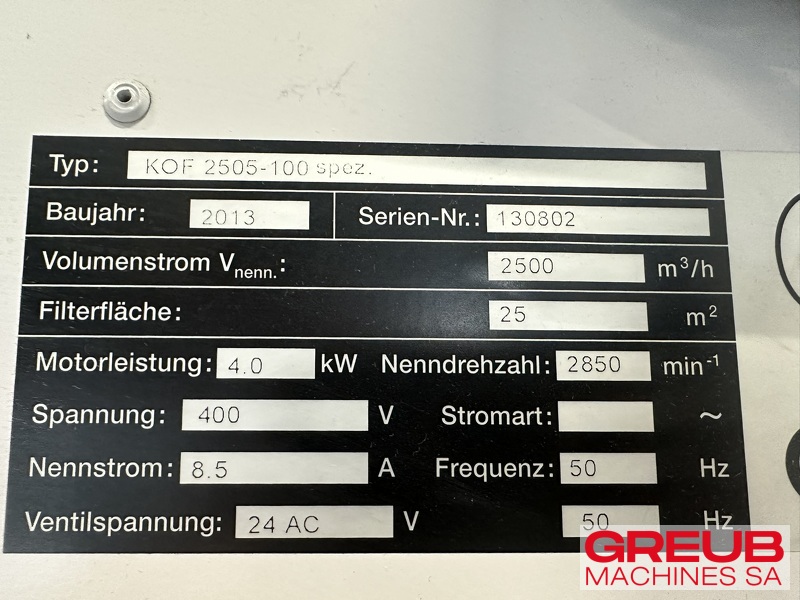 Typ: KOF 2505-100 spez.
Baujahr: 2013 Serien-Nr.: 130802
Volumenstrom Vnenn.: 2500 m³/h
Filterfläche: 25 m²
Motorleistung: 4.0 kW Nenndrehzahl: 2850 min⁻¹
Spannung: 400 V Stromart: ~
Nennstrom: 8.5 A Frequenz: 50 Hz
Ventilspannung: 24 AC V 50 Hz
GREUB
MACHINES SA